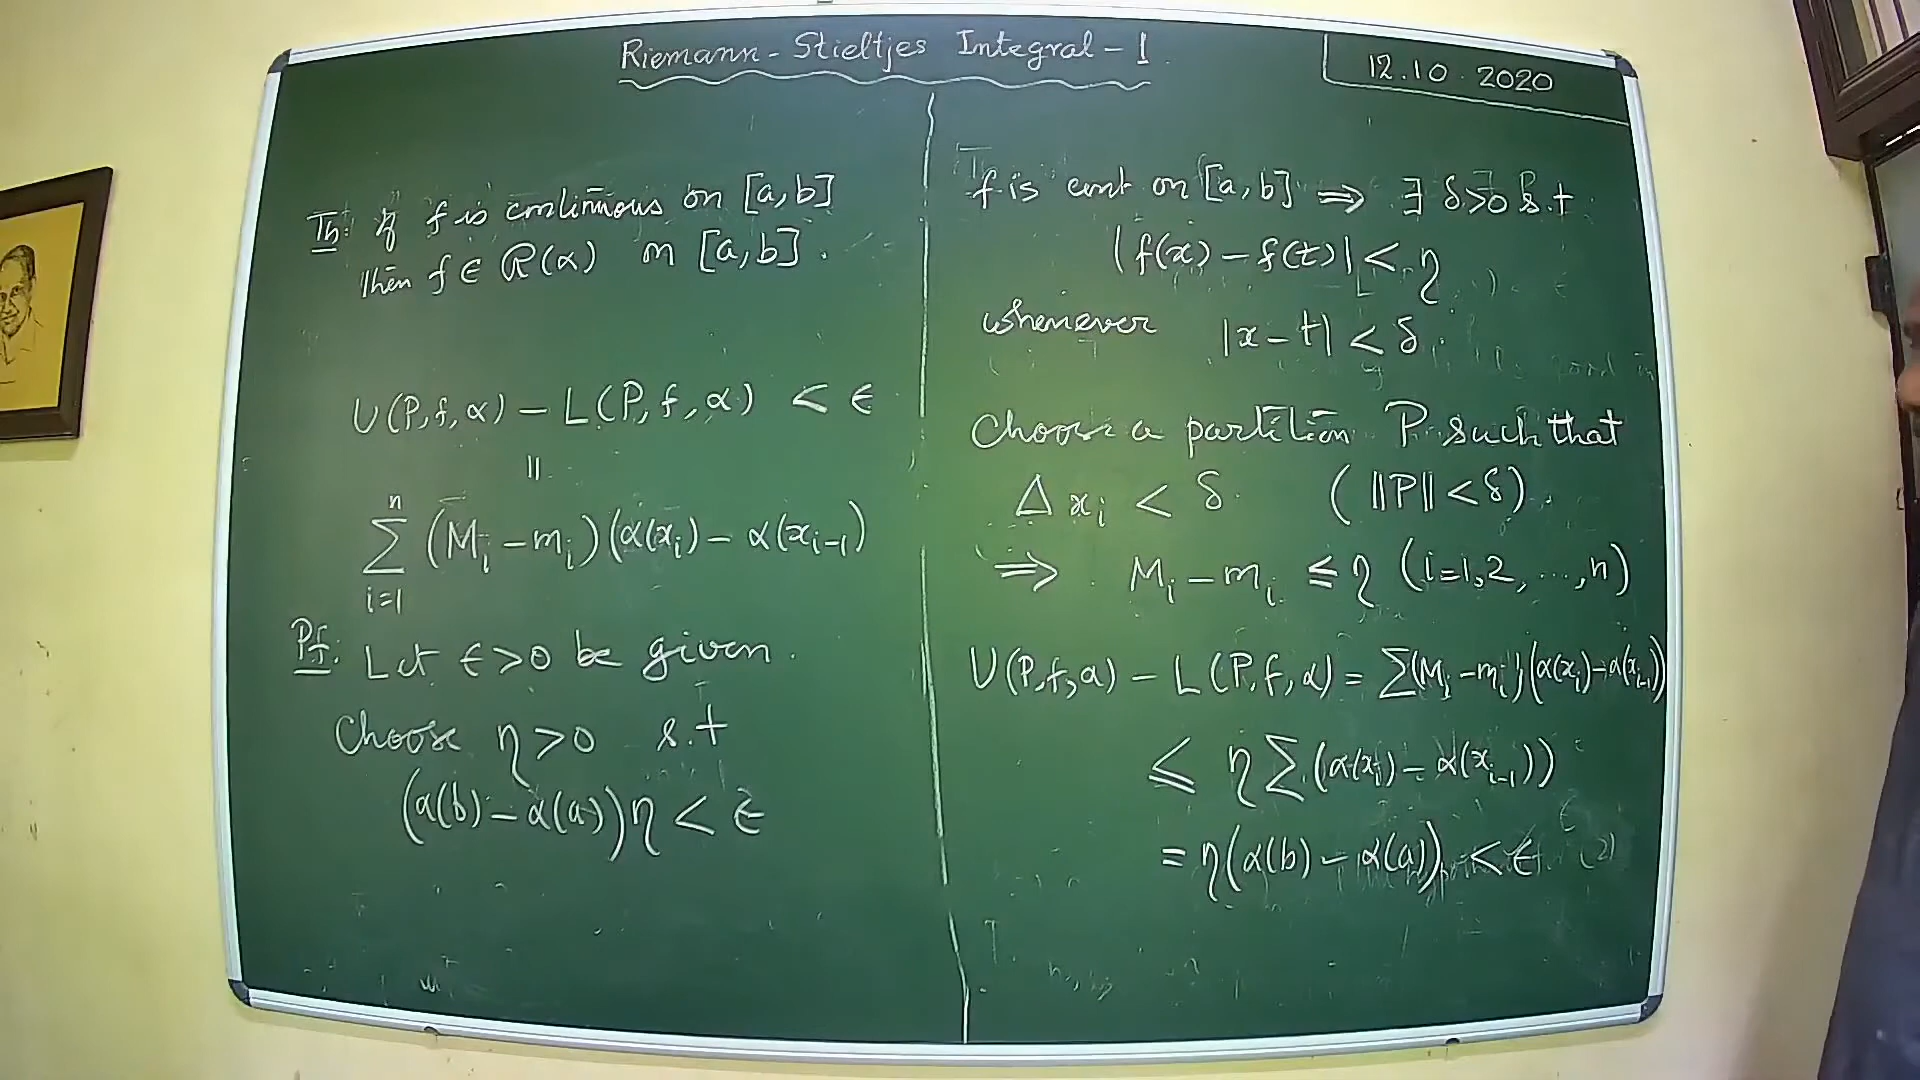 Riemann-Stieltjes Integral-1
12.10.2020
Th: If f is continuous on [a,b]
then f ∈ R(α) on [a,b].
U(P,f,α) - L(P,f,α) < ϵ
||
n
∑ (Mi - mi)(α(xi) - α(xi-1)
i=1
Pf: Let ϵ>0 be given.
Choose η>0 s.t
(α(b) - α(a))η < ϵ
f is cont on [a,b] ⇒ ∃ δ>0 s.t
|f(x) - f(t)| < η
whenever |x-t| < δ
Choose a partition P such that
Δxi < δ (||P|| < δ).
⇒ Mi - mi ≤ η (i=1,2,...,n)
U(P,f,α) - L(P,f,α) = ∑(Mi - mi)(α(xi) - α(xi-1))
≤ η∑(α(xi) - α(xi-1))
= η(α(b) - α(a)) < ϵ